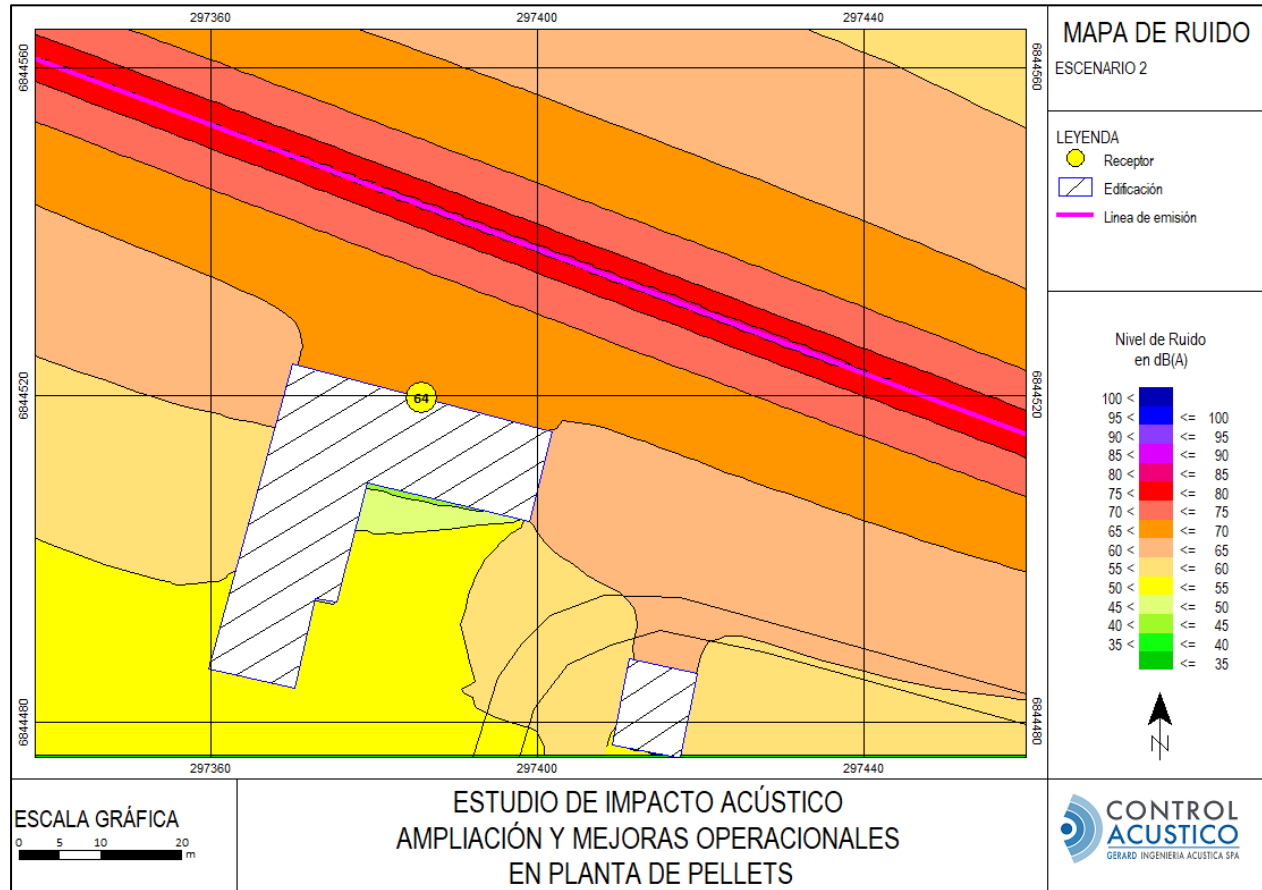 297360 297400 297440
6844560 6844560
64
6844520 6844520
6844480 6844480
297360 297400 297440
MAPA DE RUIDO
ESCENARIO 2
LEYENDA
Receptor
Edificación
Linea de emisión
Nivel de Ruido
en dB(A)
100 <
95 < <= 100
90 < <= 95
85 < <= 90
80 < <= 85
75 < <= 80
70 < <= 75
65 < <= 70
60 < <= 65
55 < <= 60
50 < <= 55
45 < <= 50
40 < <= 45
35 < <= 40
<= 35
N
ESCALA GRÁFICA
0 5 10 20
m
ESTUDIO DE IMPACTO ACÚSTICO
AMPLIACIÓN Y MEJORAS OPERACIONALES
EN PLANTA DE PELLETS
CONTROL
ACUSTICO
GERARD INGENIERIA ACUSTICA SPA